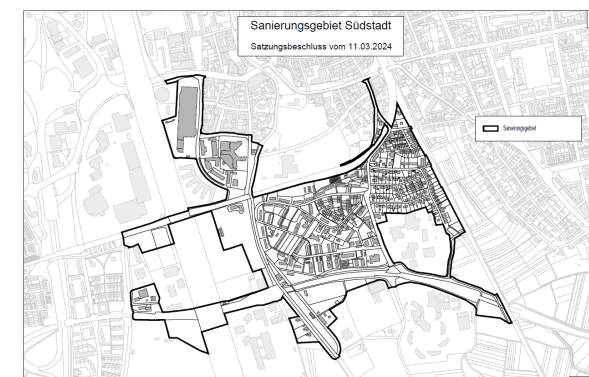 Sanierungsgebiet Südstadt
Satzungsbeschluss vom 11.03.2024
Sanierungsgebiet